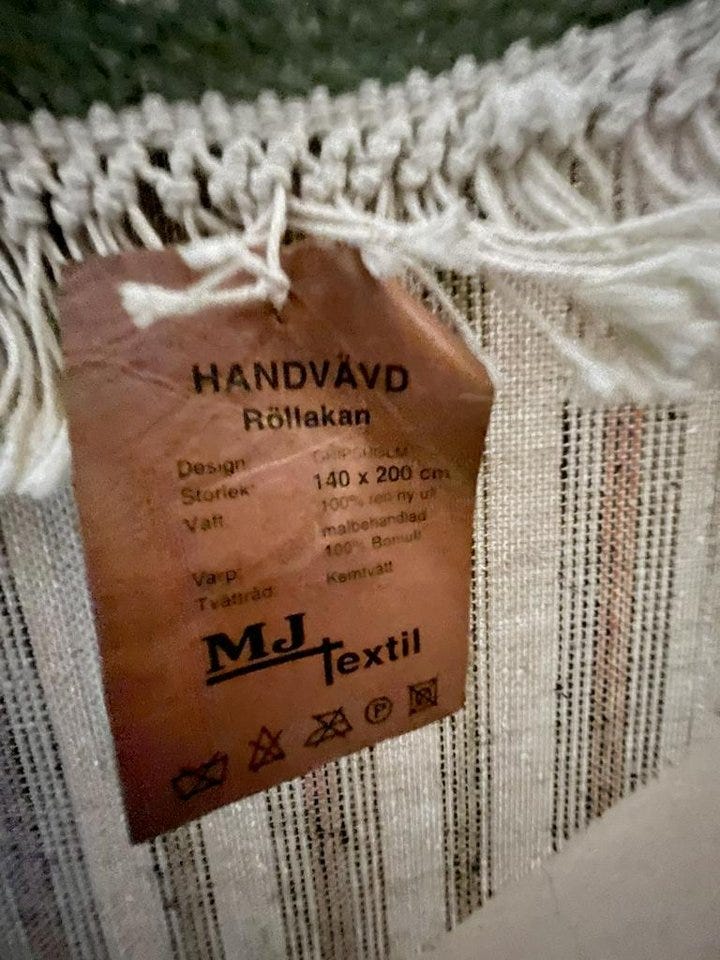 HANDVÄVD
Röllakan
Design GRIPSHOLM
Storlek: 140 x 200 cm
Väft 100% ren ny ull
malbehandlad
Varp: 100% Bomull
Tvättråd: Kemtvätt
MJ Textil
P